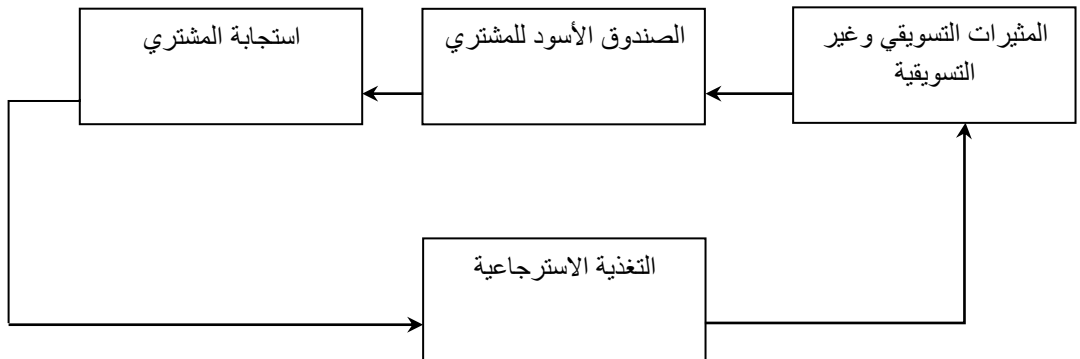 المثيرات التسويقي وغير
التسويقية
الصندوق الأسود للمشتري
استجابة المشتري
التغذية الاسترجاعية